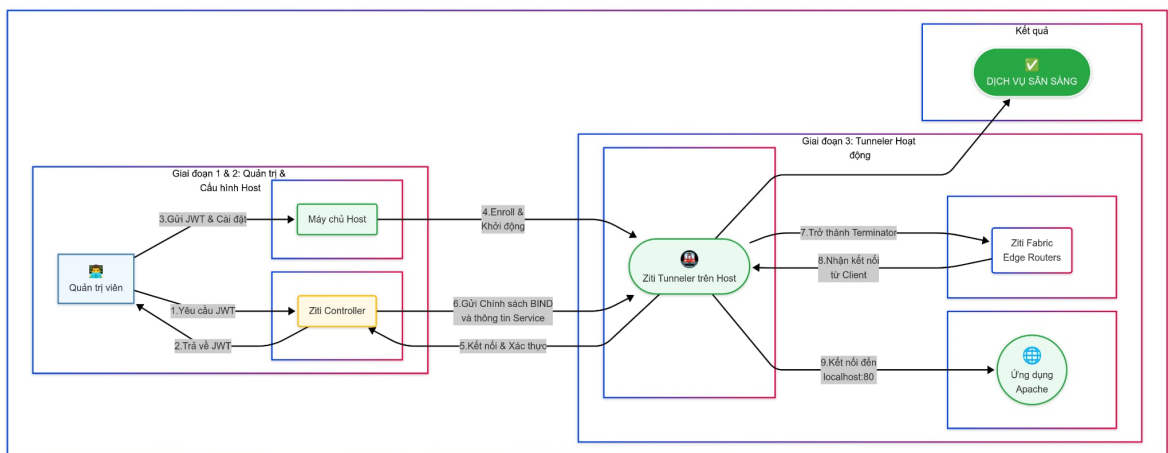 Kết quả
DỊCH VỤ SẴN SÀNG
Giai đoạn 3: Tunneler Hoạt
động
Giai đoạn 1 & 2: Quản trị &
Cấu hình Host
3.Gửi JWT & Cài đặt
Máy chủ Host
4.Enroll &
Khởi động
7.Trở thành Terminator
Ziti Fabric
Edge Routers
8.Nhận kết nối
từ Client
Ziti Tunneler trên Host
Quản trị viên
1.Yêu cầu JWT
Ziti Controller
6.Gửi Chính sách BIND
và thông tin Service
2.Trả về JWT
5.Kết nối & Xác thực
9.Kết nối đến
localhost:80
Ứng dụng
Apache